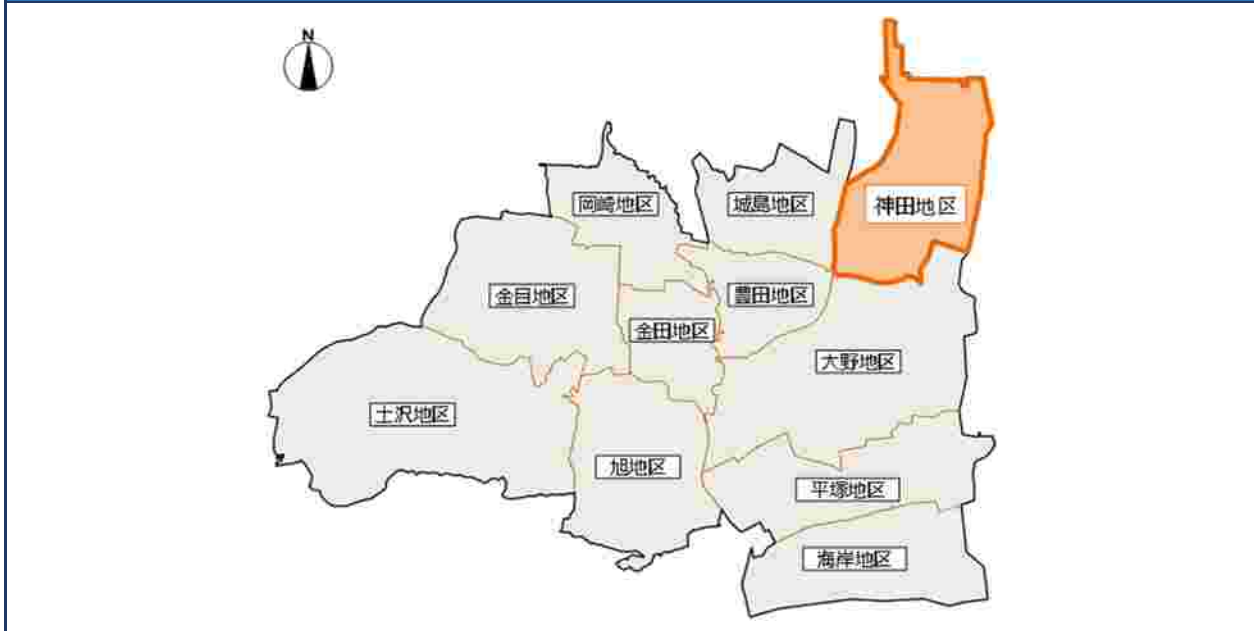 N
神田地区
岡崎地区
城島地区
金目地区
豊田地区
金田地区
大野地区
土沢地区
旭地区
平塚地区
海岸地区